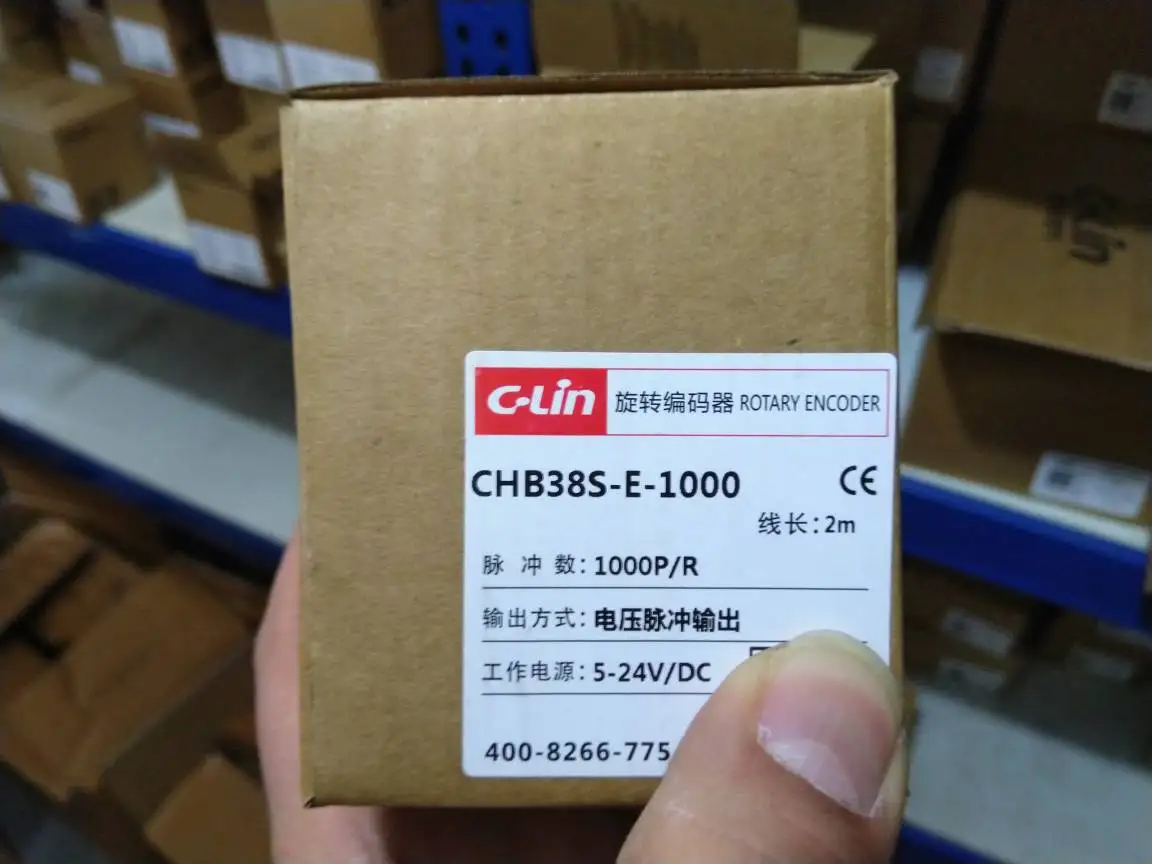 C-Lin 旋转编码器 ROTARY ENCODER
CHB38S-E-1000 CE
线长:2m
脉 冲 数:1000P/R
输出方式:电压脉冲输出
工作电源:5-24V/DC
400-8266-775